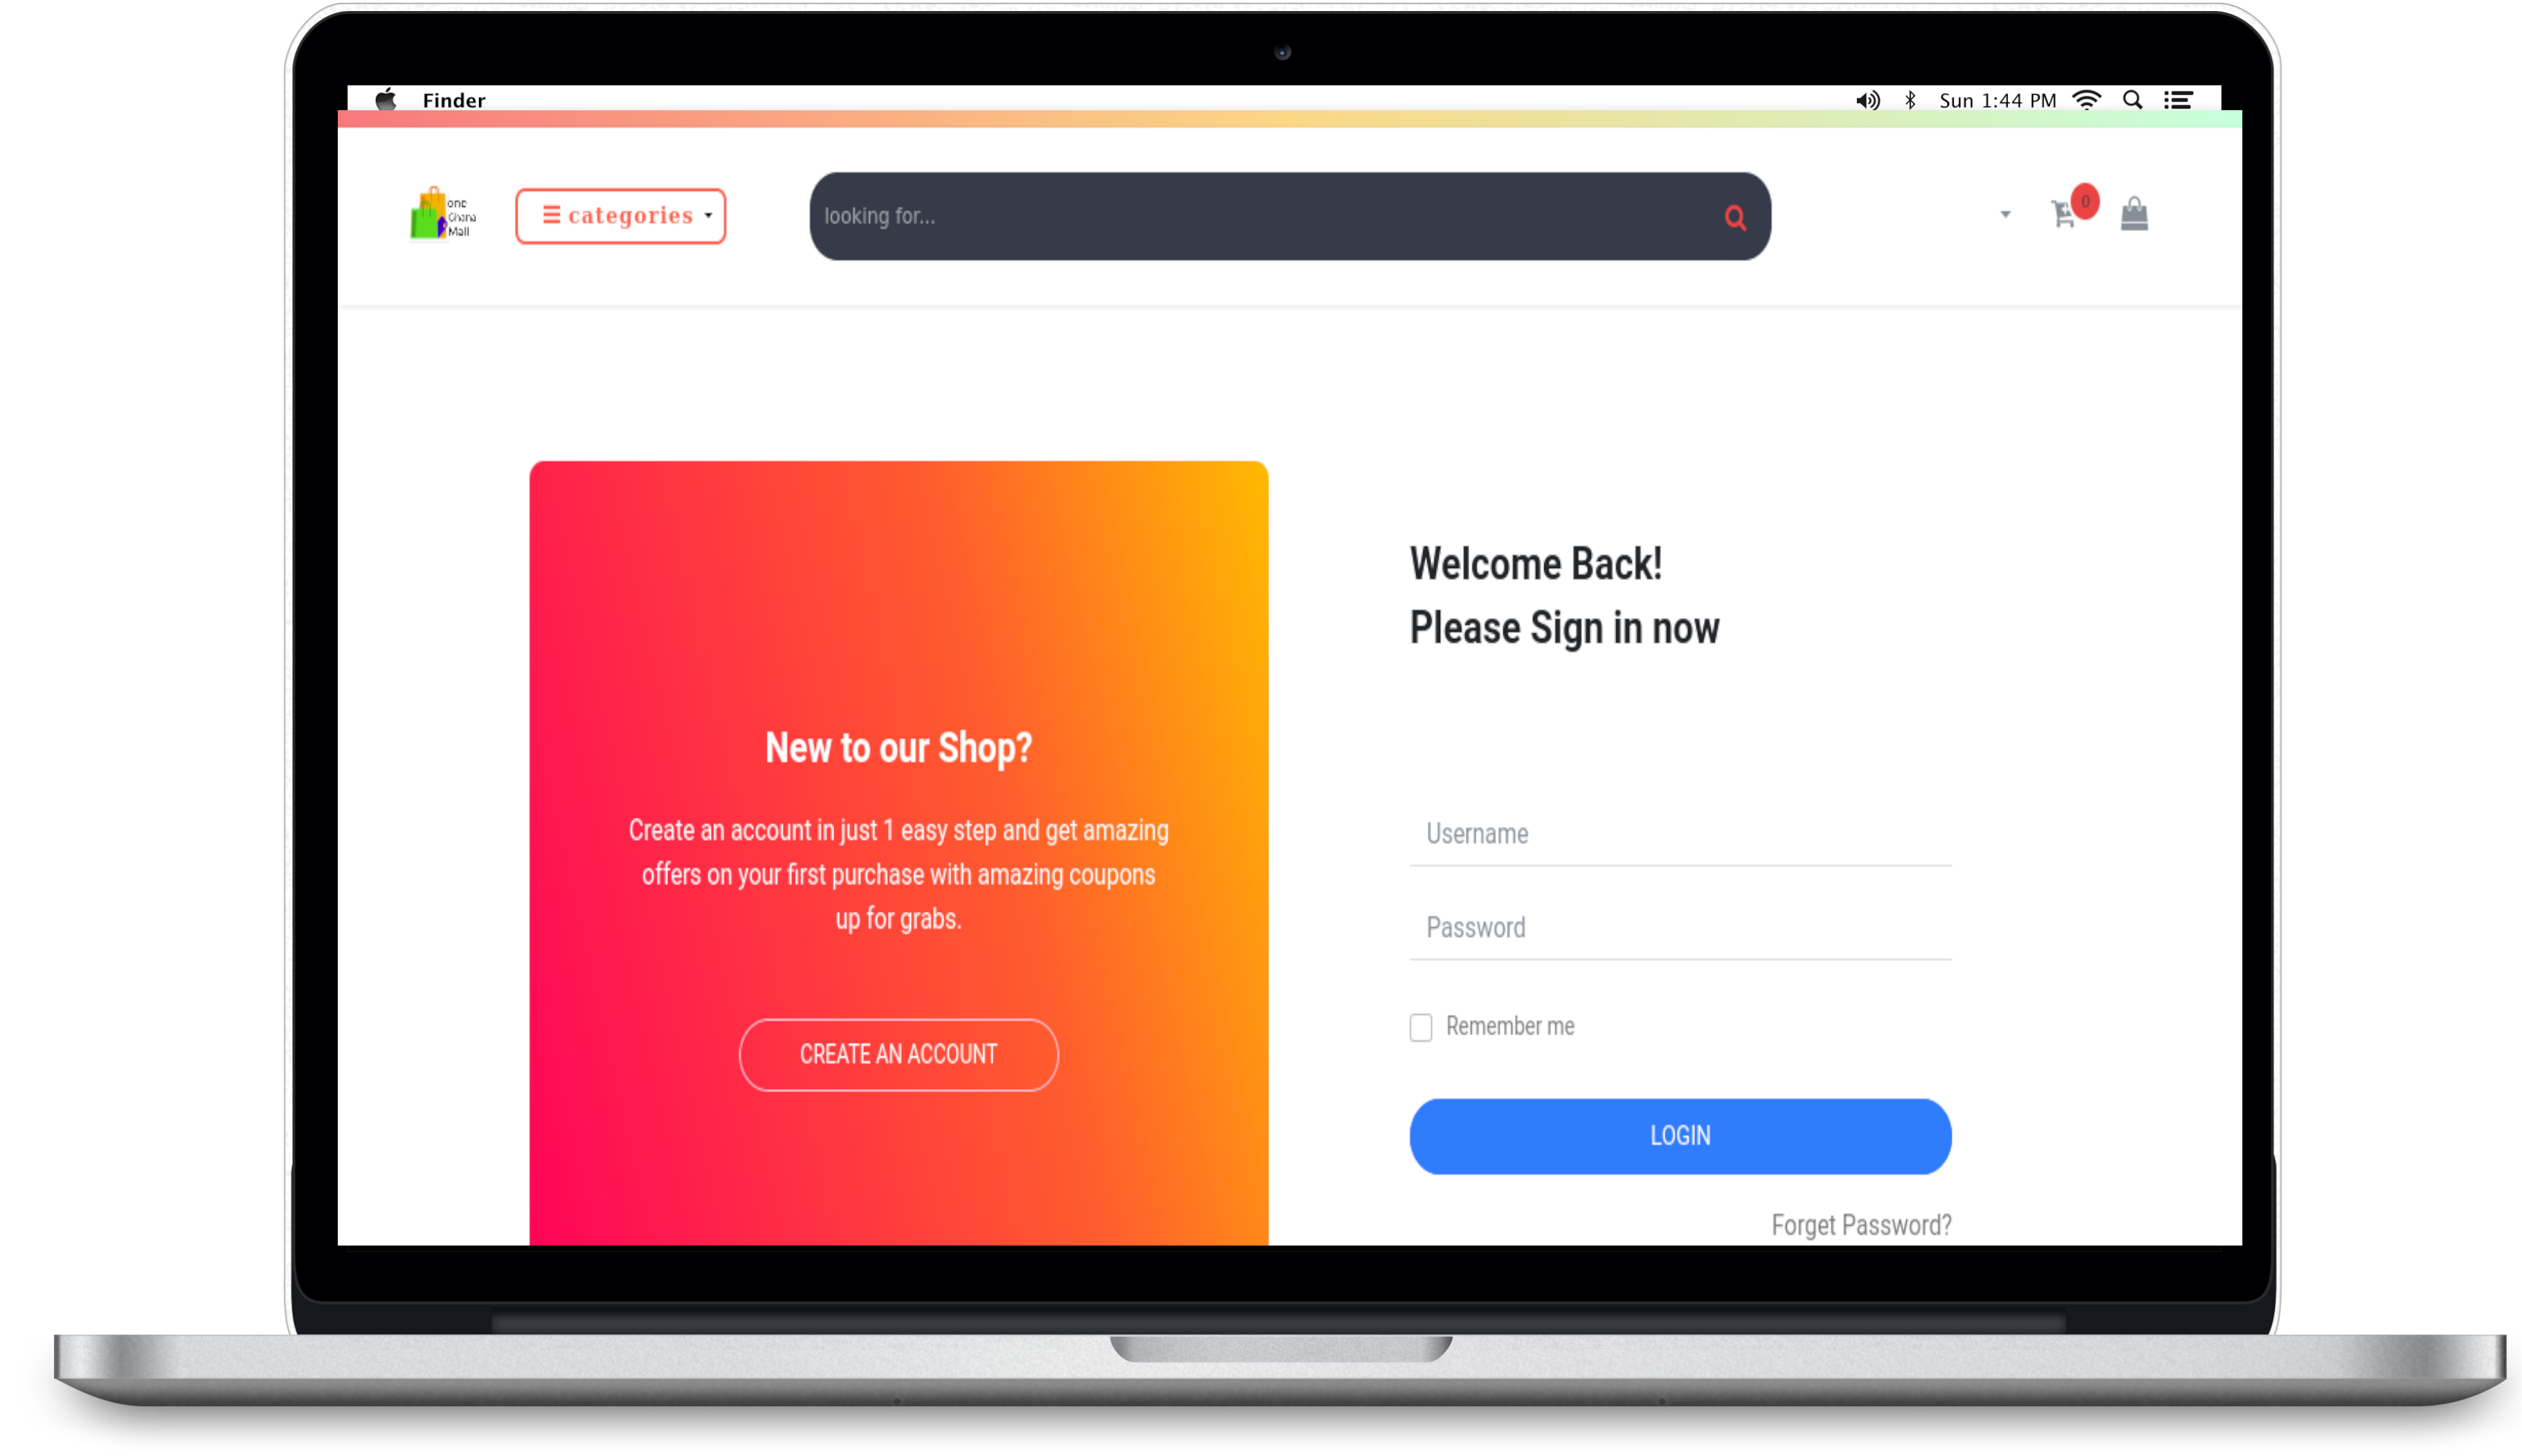 Finder
Sun 1:44 PM
one
Ghana
Mall
categories
looking for...
0
New to our Shop?
Create an account in just 1 easy step and get amazing
offers on your first purchase with amazing coupons
up for grabs.
CREATE AN ACCOUNT
Welcome Back!
Please Sign in now
Username
Password
Remember me
LOGIN
Forget Password?